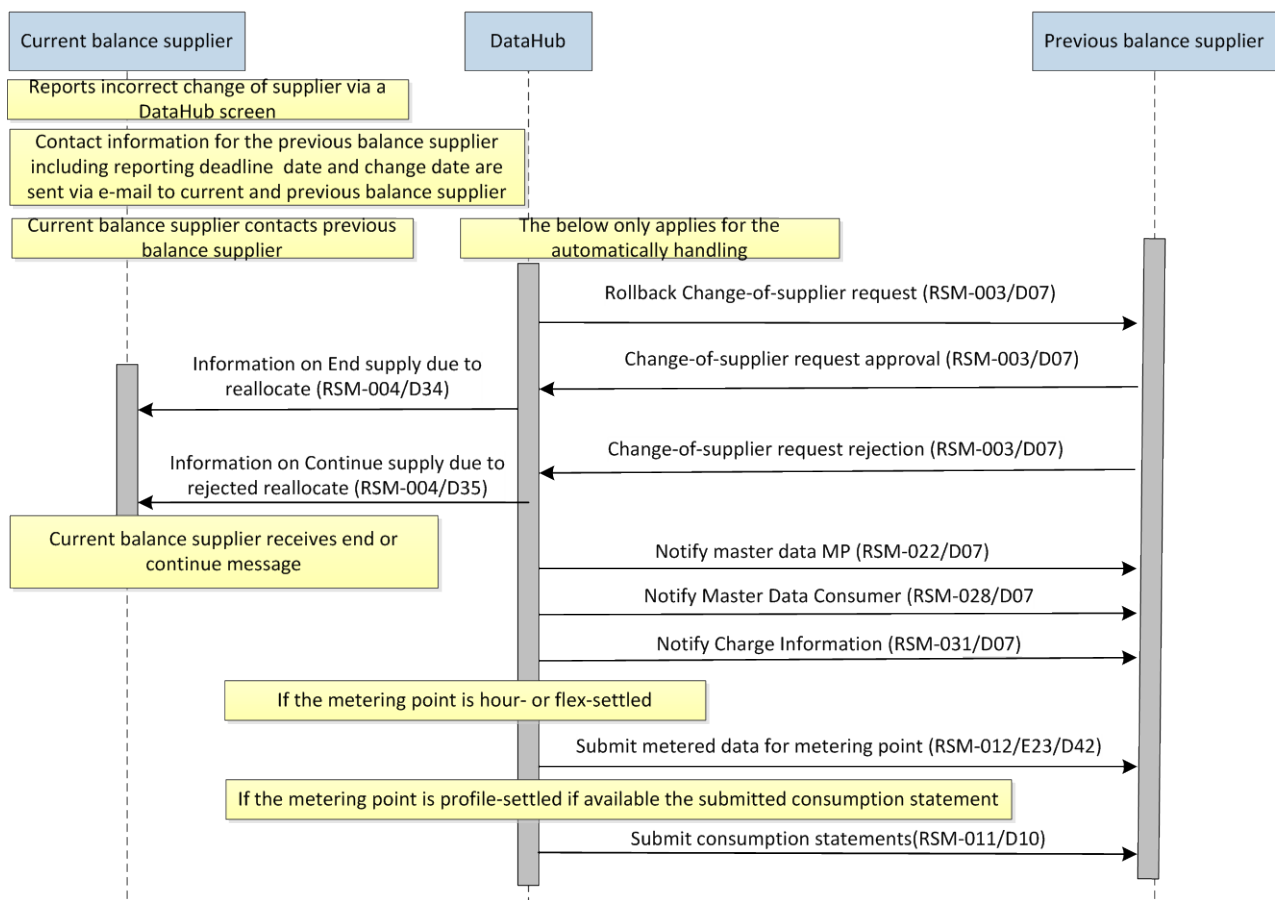 Current balance supplier
DataHub
Previous balance supplier
Reports incorrect change of supplier via a
DataHub screen
Contact information for the previous balance supplier
including reporting deadline  date and change date are
sent via e-mail to current and previous balance supplier
Current balance supplier contacts previous
balance supplier
The below only applies for the
automatically handling
Rollback Change-of-supplier request (RSM-003/D07)
Information on End supply due to
reallocate (RSM-004/D34)
Change-of-supplier request approval (RSM-003/D07)
Change-of-supplier request rejection (RSM-003/D07)
Information on Continue supply due to
rejected reallocate (RSM-004/D35)
Current balance supplier receives end or
continue message
Notify master data MP (RSM-022/D07)
Notify Master Data Consumer (RSM-028/D07
Notify Charge Information (RSM-031/D07)
If the metering point is hour- or flex-settled
Submit metered data for metering point (RSM-012/E23/D42)
If the metering point is profile-settled if available the submitted consumption statement
Submit consumption statements(RSM-011/D10)